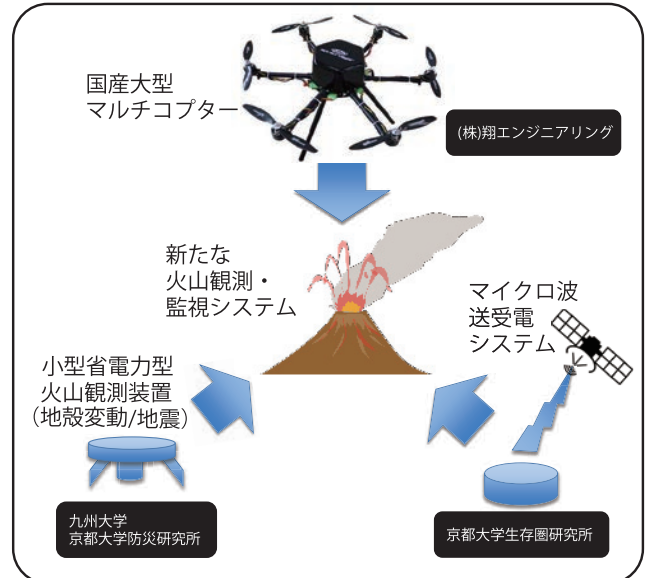 国産大型
マルチコプター
(株)翔エンジニアリング
新たな
火山観測・
監視システム
マイクロ波
送受電
システム
小型省電力型
火山観測装置
(地殻変動/地震)
九州大学
京都大学防災研究所
京都大学生存圏研究所